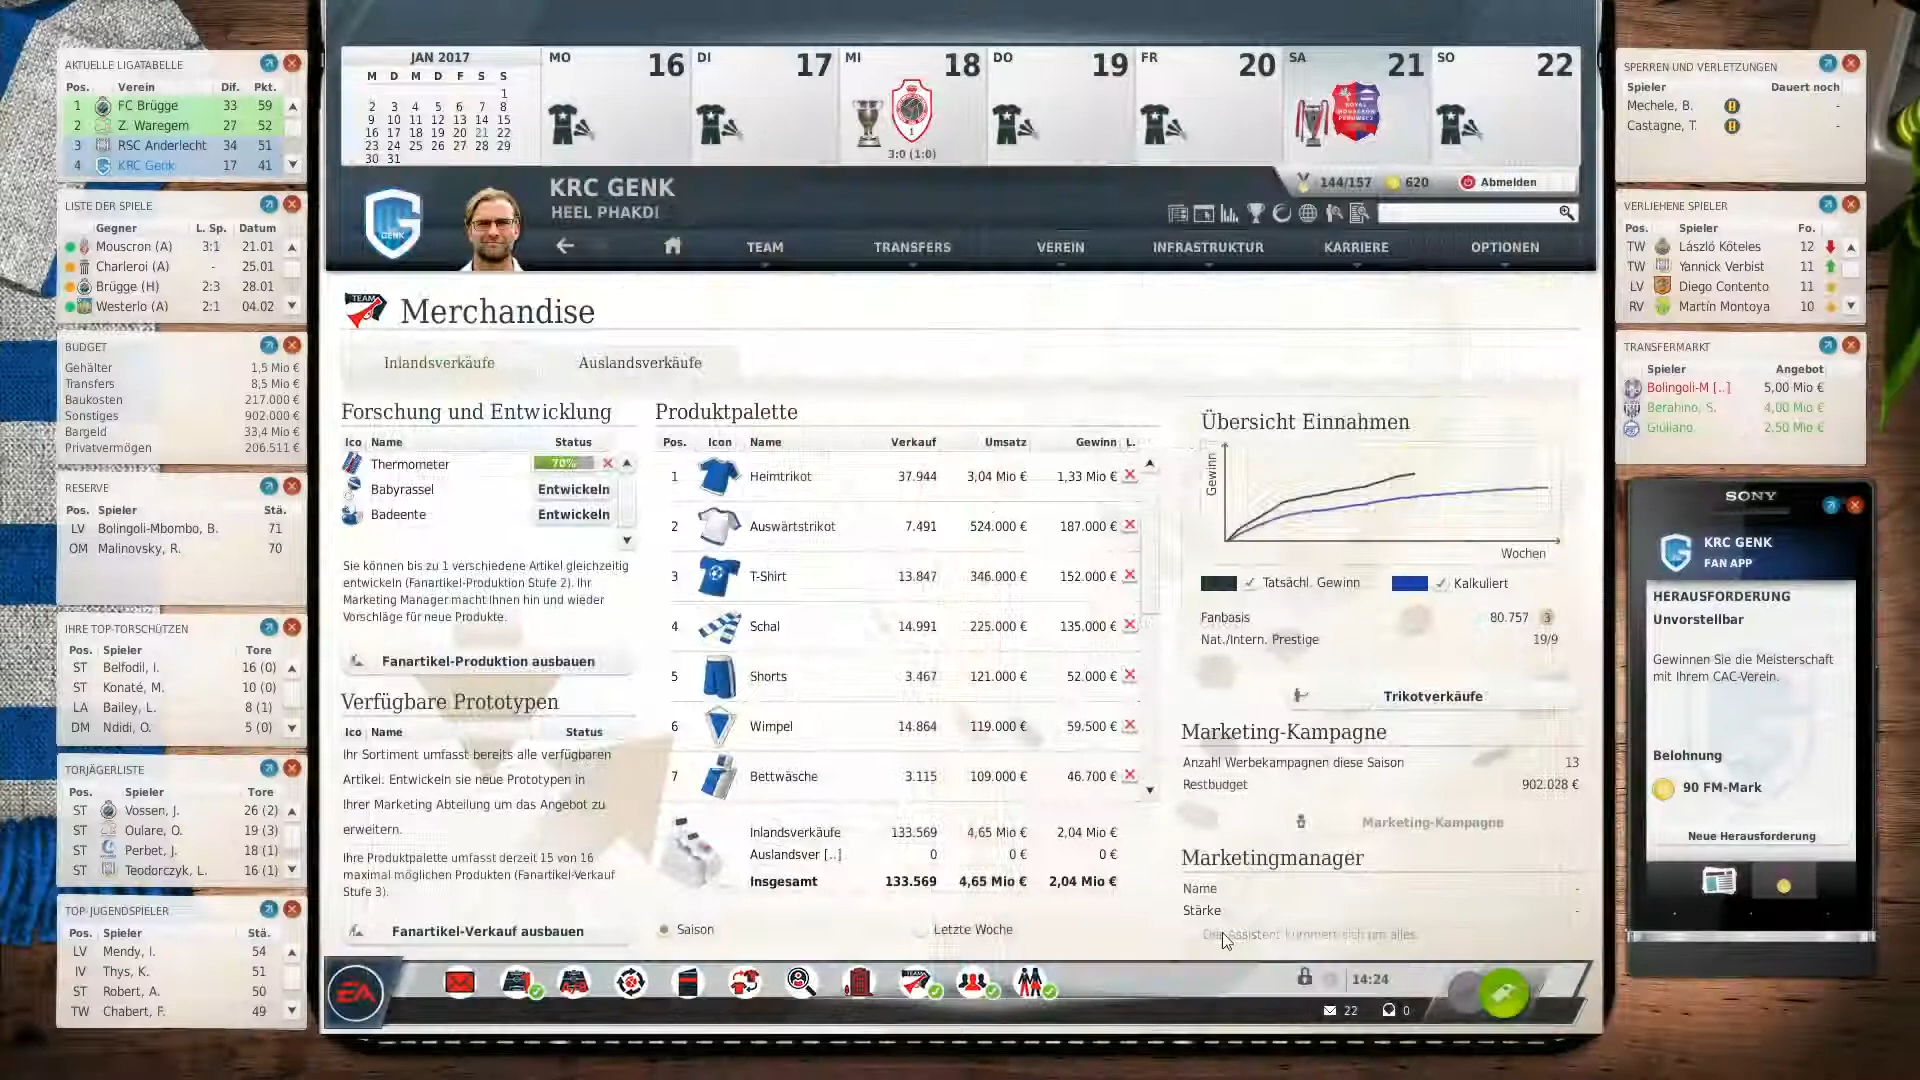 AKTUELLE LIGATABELLE
Pos. Verein Dif. Pkt.
1 FC Brügge 33 59
2 Z. Waregem 27 52
3 RSC Anderlecht 34 51
4 KRC Genk 17 41
LISTE DER SPIELE
Gegner L. Sp. Datum
Mouscron (A) 3:1 21.01
Charleroi (A) - 25.01
Brügge (H) 2:3 28.01
Westerlo (A) 2:1 04.02
BUDGET
Gehälter 1,5 Mio €
Transfers 8,5 Mio €
Baukosten 217.000 €
Sonstiges 902.000 €
Bargeld 33,4 Mio €
Privatvermögen 206.511 €
RESERVE
Pos. Spieler Stä.
LV Bolingoli-Mbombo, B. 71
OM Malinovsky, R. 70
IHRE TOP-TORSCHÜTZEN
Pos. Spieler Tore
ST Belfodil, I. 16 (0)
ST Konaté, M. 10 (0)
LA Bailey, L. 8 (1)
DM Ndidi, O. 5 (0)
TORJÄGERLISTE
Pos. Spieler Tore
ST Vossen, J. 26 (2)
ST Oulare, O. 19 (3)
ST Perbet, J. 18 (1)
ST Teodorczyk, L. 16 (1)
TOP-JUGENDSPIELER
Pos. Spieler Stä.
LV Mendy, I. 54
IV Thys, K. 51
ST Robert, A. 50
TW Chabert, F. 49
JAN 2017
M D M D F S S
1
2 3 4 5 6 7 8
9 10 11 12 13 14 15
16 17 18 19 20 21 22
23 24 25 26 27 28 29
30 31
MO 16 DI 17 MI 18 DO 19 FR 20 SA 21 SO 22
3:0 (1:0)
GENK
KRC GENK
HEEL PHAKDI
144/157 620 Abmelden
TEAM TRANSFERS VEREIN INFRASTRUKTUR KARRIERE OPTIONEN
TEAM
Merchandise
Inlandsverkäufe Auslandsverkäufe
Forschung und Entwicklung
Ico Name Status
Thermometer 70%
Babyrassel Entwickeln
Badeente Entwickeln
Sie können bis zu 1 verschiedene Artikel gleichzeitig
entwickeln (Fanartikel-Produktion Stufe 2). Ihr
Marketing Manager macht Ihnen hin und wieder
Vorschläge für neue Produkte.
Fanartikel-Produktion ausbauen
Verfügbare Prototypen
Ico Name Status
Ihr Sortiment umfasst bereits alle verfügbaren
Artikel. Entwickeln sie neue Prototypen in
Ihrer Marketing Abteilung um das Angebot zu
erweitern.
Ihre Produktpalette umfasst derzeit 15 von 16
maximal möglichen Produkten (Fanartikel-Verkauf
Stufe 3).
Fanartikel-Verkauf ausbauen
Produktpalette
Pos. Icon Name Verkauf Umsatz Gewinn L.
1 Heimtrikot 37.944 3,04 Mio € 1,33 Mio €
2 Auswärtstrikot 7.491 524.000 € 187.000 €
3 T-Shirt 13.847 346.000 € 152.000 €
4 Schal 14.991 225.000 € 135.000 €
5 Shorts 3.467 121.000 € 52.000 €
6 Wimpel 14.864 119.000 € 59.500 €
7 Bettwäsche 3.115 109.000 € 46.700 €
Inlandsverkäufe 133.569 4,65 Mio € 2,04 Mio €
Auslandsver [..] 0 0 € 0 €
Insgesamt 133.569 4,65 Mio € 2,04 Mio €
Saison Letzte Woche
Übersicht Einnahmen
Gewinn
Wochen
Tatsächl. Gewinn Kalkuliert
Fanbasis 80.757 3
Nat./Intern. Prestige 19/9
Trikotverkäufe
Marketing-Kampagne
Anzahl Werbekampagnen diese Saison 13
Restbudget 902.028 €
Marketing-Kampagne
Marketingmanager
Name -
Stärke -
Der Assistent kümmert sich um alles.
EA
14:24
22 0
SPERREN UND VERLETZUNGEN
Spieler Dauert noch
Mechele, B. -
Castagne, T. -
VERLIEHENE SPIELER
Pos. Spieler Fo.
TW László Köteles 12
TW Yannick Verbist 11
LV Diego Contento 11
RV Martín Montoya 10
TRANSFERMARKT
Spieler Angebot
Bolingoli-M [..] 5,00 Mio €
Berahino, S. 4,00 Mio €
Giuliano 2,50 Mio €
SONY
KRC GENK
FAN APP
HERAUSFORDERUNG
Unvorstellbar
Gewinnen Sie die Meisterschaft
mit Ihrem CAC-Verein.
Belohnung
90 FM-Mark
Neue Herausforderung